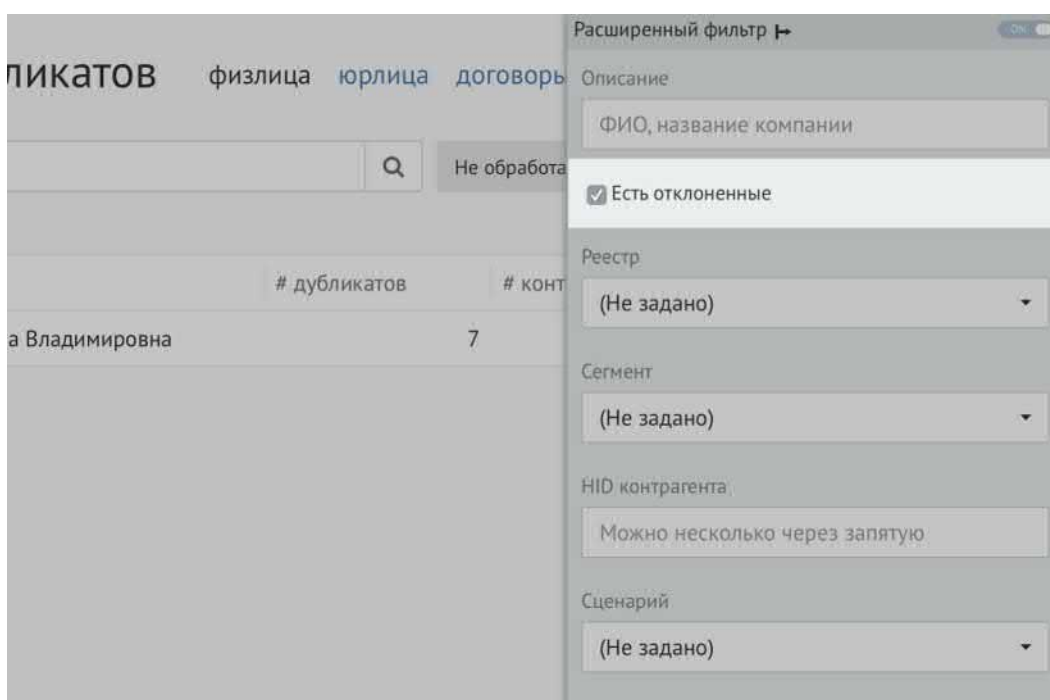 Расширенный фильтр
ON
ликатов физлица юрлица договоры
Описание
ФИО, название компании
Не обработа
Есть отклоненные
Реестр
# дубликатов # конт
(Не задано)
а Владимировна 7
Сегмент
(Не задано)
HID контрагента
Можно несколько через запятую
Сценарий
(Не задано)